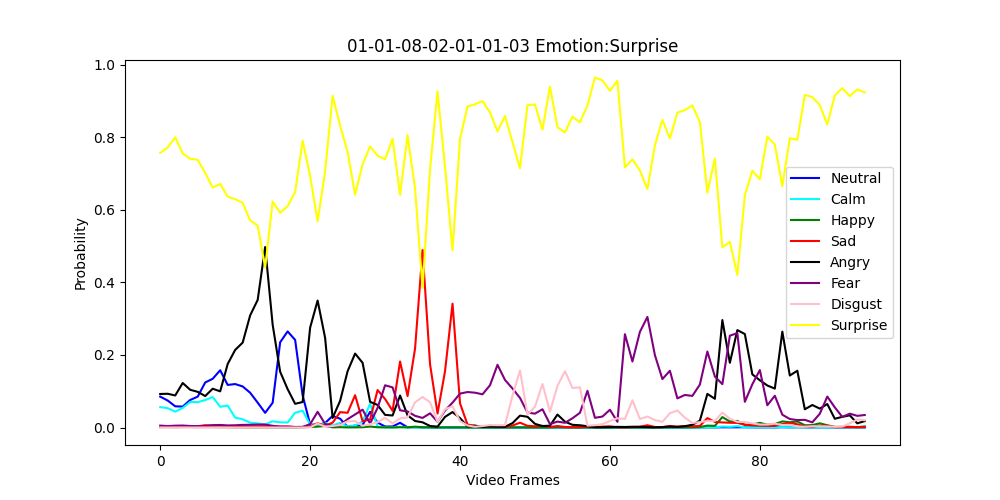 01-01-08-02-01-01-03 Emotion:Surprise
1.0
0.8
0.6
0.4
0.2
0.0
Probability
0 20 40 60 80
Video Frames
Neutral
Calm
Happy
Sad
Angry
Fear
Disgust
Surprise